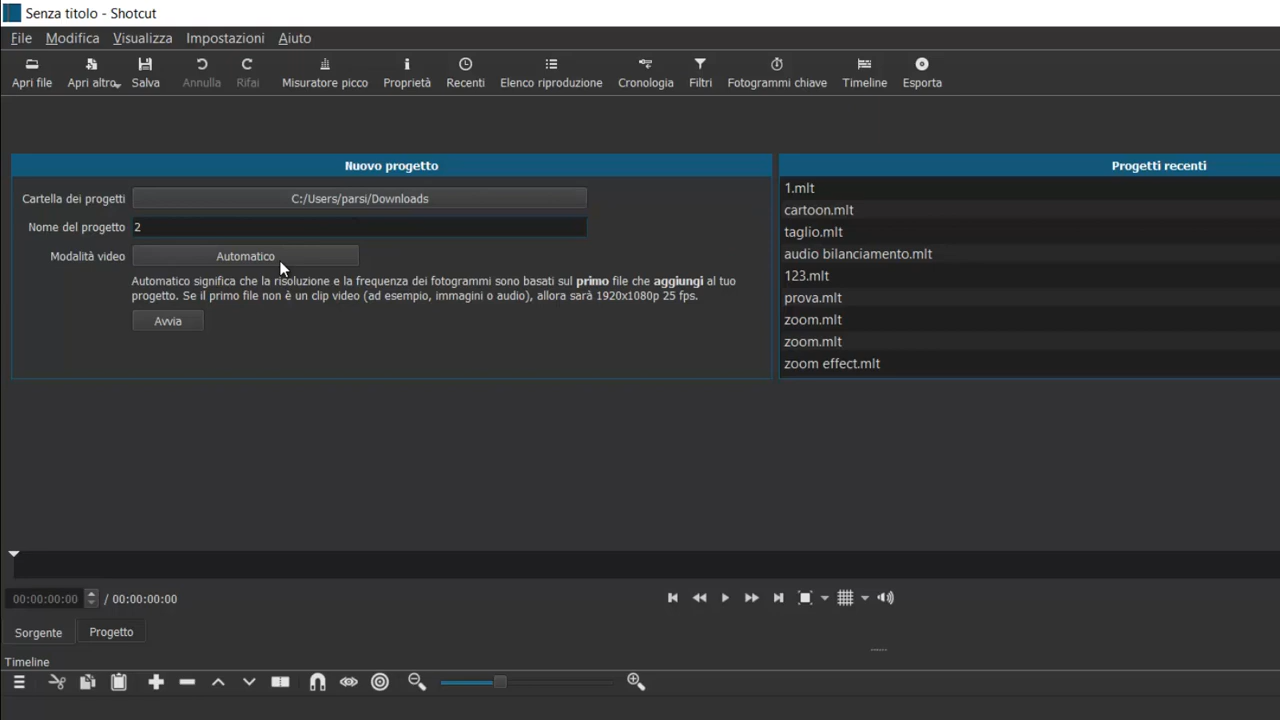 Senza titolo - Shotcut
File Modifica Visualizza Impostazioni Aiuto
Apri file Apri altro Salva Annulla Rifai Misuratore picco Proprietà Recenti Elenco riproduzione Cronologia Filtri Fotogrammi chiave Timeline Esporta
Nuovo progetto
Cartella dei progetti C:/Users/parsi/Downloads
Nome del progetto 2
Modalità video Automatico
Automatico significa che la risoluzione e la frequenza dei fotogrammi sono basati sul primo file che aggiungi al tuo
progetto. Se il primo file non è un clip video (ad esempio, immagini o audio), allora sarà 1920x1080p 25 fps.
Avvia
Progetti recenti
1.mlt
cartoon.mlt
taglio.mlt
audio bilanciamento.mlt
123.mlt
prova.mlt
zoom.mlt
zoom.mlt
zoom effect.mlt
00:00:00:00 / 00:00:00:00
Sorgente Progetto
Timeline